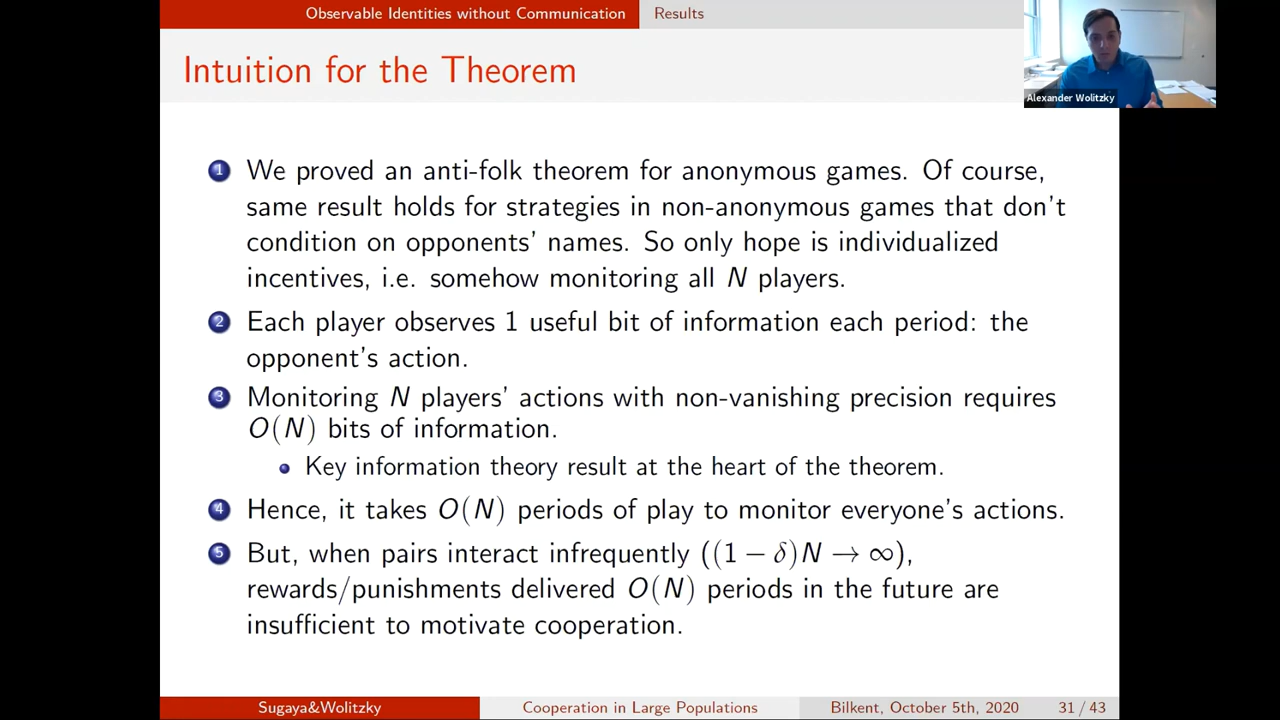 Observable Identities without Communication Results
Intuition for the Theorem
Alexander Wolitzky
1 We proved an anti-folk theorem for anonymous games. Of course,
same result holds for strategies in non-anonymous games that don't
condition on opponents' names. So only hope is individualized
incentives, i.e. somehow monitoring all N players.
2 Each player observes 1 useful bit of information each period: the
opponent's action.
3 Monitoring N players' actions with non-vanishing precision requires
O(N) bits of information.
Key information theory result at the heart of the theorem.
4 Hence, it takes O(N) periods of play to monitor everyone's actions.
5 But, when pairs interact infrequently ((1 − δ)N → ∞),
rewards/punishments delivered O(N) periods in the future are
insufficient to motivate cooperation.
Sugaya&Wolitzky Cooperation in Large Populations Bilkent, October 5th, 2020 31 / 43